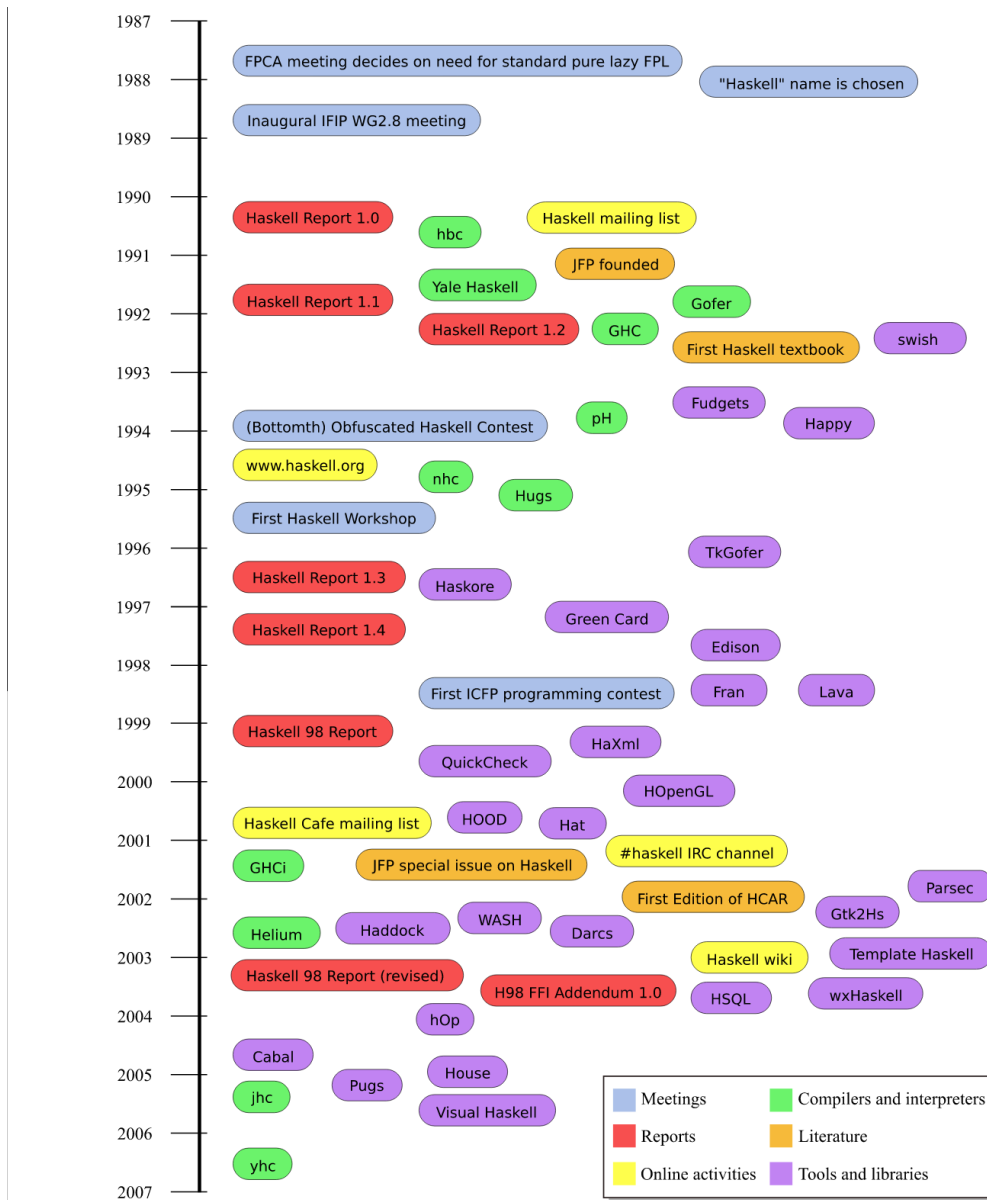 1987
FPCA meeting decides on need for standard pure lazy FPL
1988
"Haskell" name is chosen
Inaugural IFIP WG2.8 meeting
1989
1990
Haskell Report 1.0
hbc
Haskell mailing list
1991
JFP founded
Yale Haskell
Haskell Report 1.1
Gofer
1992
Haskell Report 1.2
GHC
First Haskell textbook
swish
1993
Fudgets
pH
Happy
1994
(Bottomth) Obfuscated Haskell Contest
www.haskell.org
nhc
Hugs
1995
First Haskell Workshop
1996
TkGofer
Haskell Report 1.3
Haskore
1997
Green Card
Haskell Report 1.4
Edison
1998
First ICFP programming contest
Fran
Lava
1999
Haskell 98 Report
HaXml
QuickCheck
2000
HOpenGL
Haskell Cafe mailing list
HOOD
Hat
2001
#haskell IRC channel
GHCi
JFP special issue on Haskell
Parsec
2002
First Edition of HCAR
Gtk2Hs
Helium
Haddock
WASH
Darcs
2003
Haskell wiki
Template Haskell
Haskell 98 Report (revised)
H98 FFI Addendum 1.0
HSQL
wxHaskell
2004
hOp
Cabal
2005
Pugs
House
jhc
Visual Haskell
2006
yhc
2007
Meetings
Compilers and interpreters
Reports
Literature
Online activities
Tools and libraries